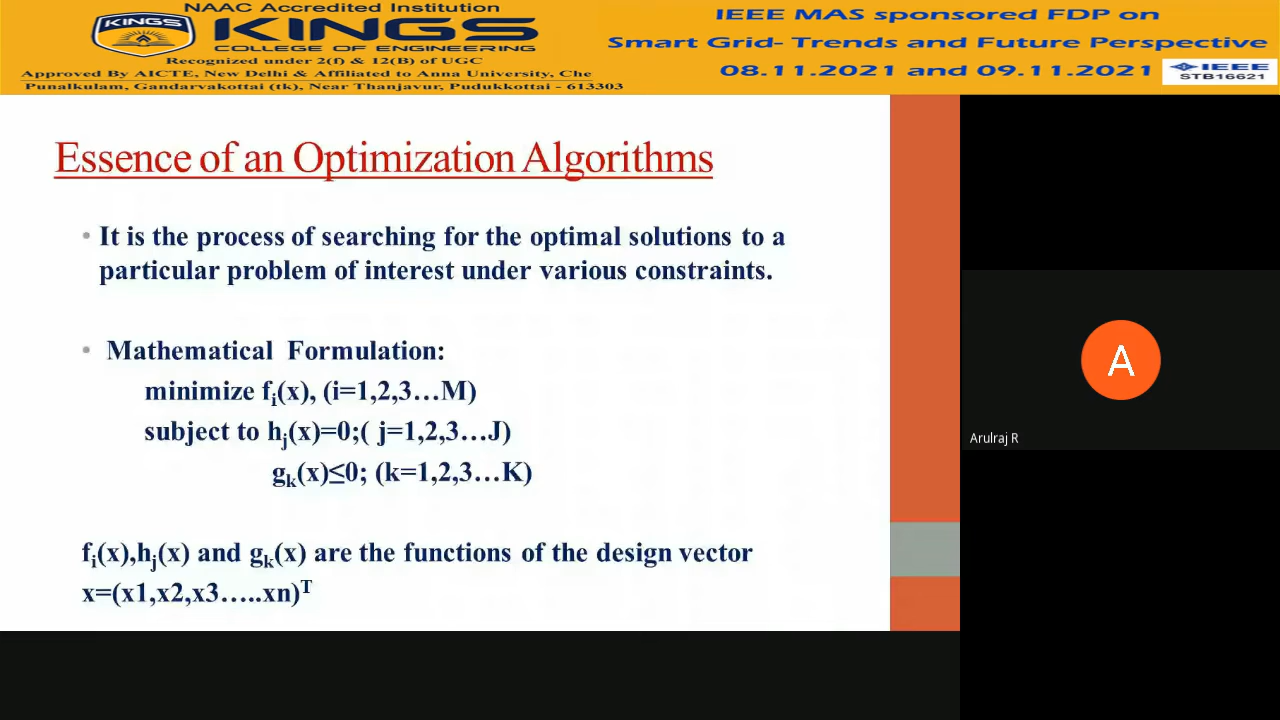 NAAC Accredited Institution
KINGS
KINGS
COLLEGE OF ENGINEERING
Recognized under 2(f) & 12(B) of UGC
Approved By AICTE, New Delhi & Affiliated to Anna University, Che
Punalkulam, Gandarvakottai (tk), Near Thanjavur, Pudukkottai - 613303
IEEE MAS sponsored FDP on
Smart Grid- Trends and Future Perspective
08.11.2021 and 09.11.2021
IEEE
STB16621
Essence of an Optimization Algorithms
• It is the process of searching for the optimal solutions to a
particular problem of interest under various constraints.
• Mathematical Formulation:
minimize fi(x), (i=1,2,3…M)
subject to hj(x)=0;( j=1,2,3…J)
gk(x)≤0; (k=1,2,3…K)
fi(x),hj(x) and gk(x) are the functions of the design vector
x=(x1,x2,x3…..xn)T
A
Arulraj R